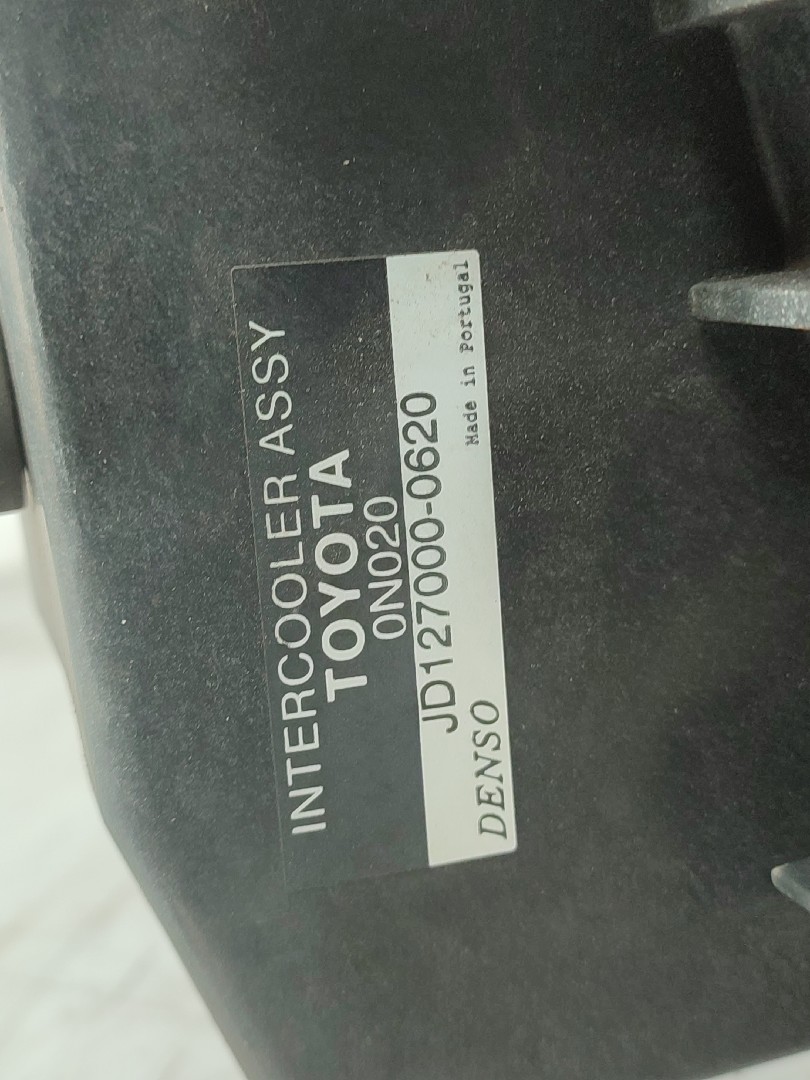 INTERCOOLER ASSY
TOYOTA
0N020
JD127000-0620
DENSO Made in Portugal